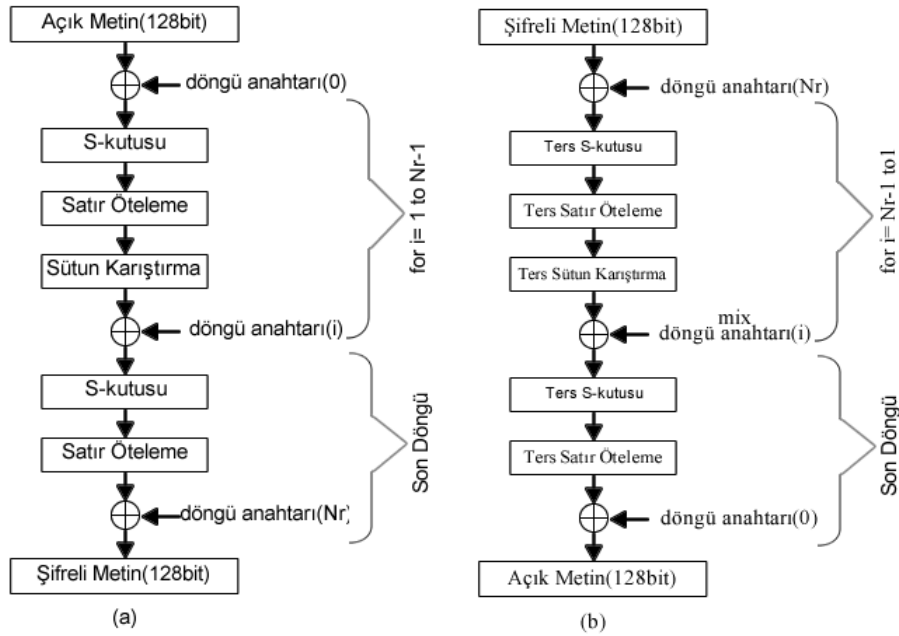 Açık Metin(128bit)
döngü anahtarı(0)
S-kutusu
Satır Öteleme
Sütun Karıştırma
döngü anahtarı(i)
for i= 1 to Nr-1
S-kutusu
Satır Öteleme
döngü anahtarı(Nr)
Son Döngü
Şifreli Metin(128bit)
(a)
Şifreli Metin(128bit)
döngü anahtarı(Nr)
Ters S-kutusu
Ters Satır Öteleme
Ters Sütun Karıştırma
mix
döngü anahtarı(i)
for i= Nr-1 to1
Ters S-kutusu
Ters Satır Öteleme
döngü anahtarı(0)
Son Döngü
Açık Metin(128bit)
(b)